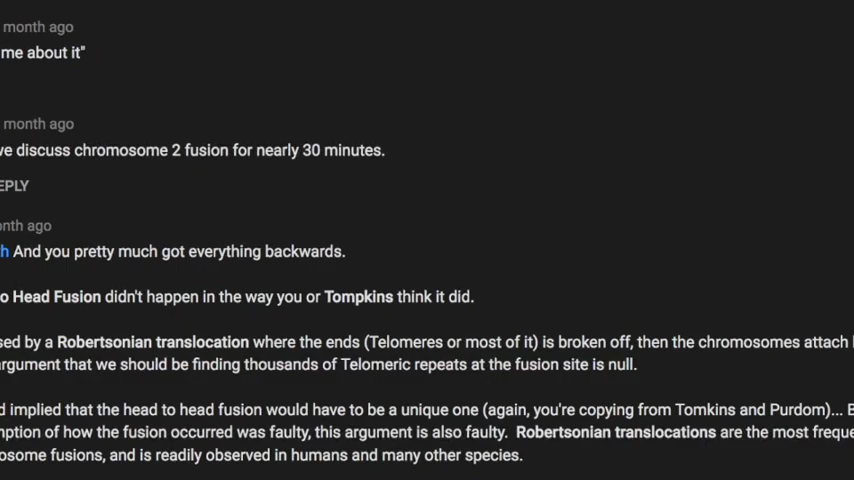 month ago
me about it"
month ago
ve discuss chromosome 2 fusion for nearly 30 minutes.
EPLY
onth ago
h And you pretty much got everything backwards.
o Head Fusion didn't happen in the way you or Tompkins think it did.
sed by a Robertsonian translocation where the ends (Telomeres or most of it) is broken off, then the chromosomes attach
argument that we should be finding thousands of Telomeric repeats at the fusion site is null.
d implied that the head to head fusion would have to be a unique one (again, you're copying from Tomkins and Purdom)...
mption of how the fusion occurred was faulty, this argument is also faulty. Robertsonian translocations are the most freque
osome fusions, and is readily observed in humans and many other species.